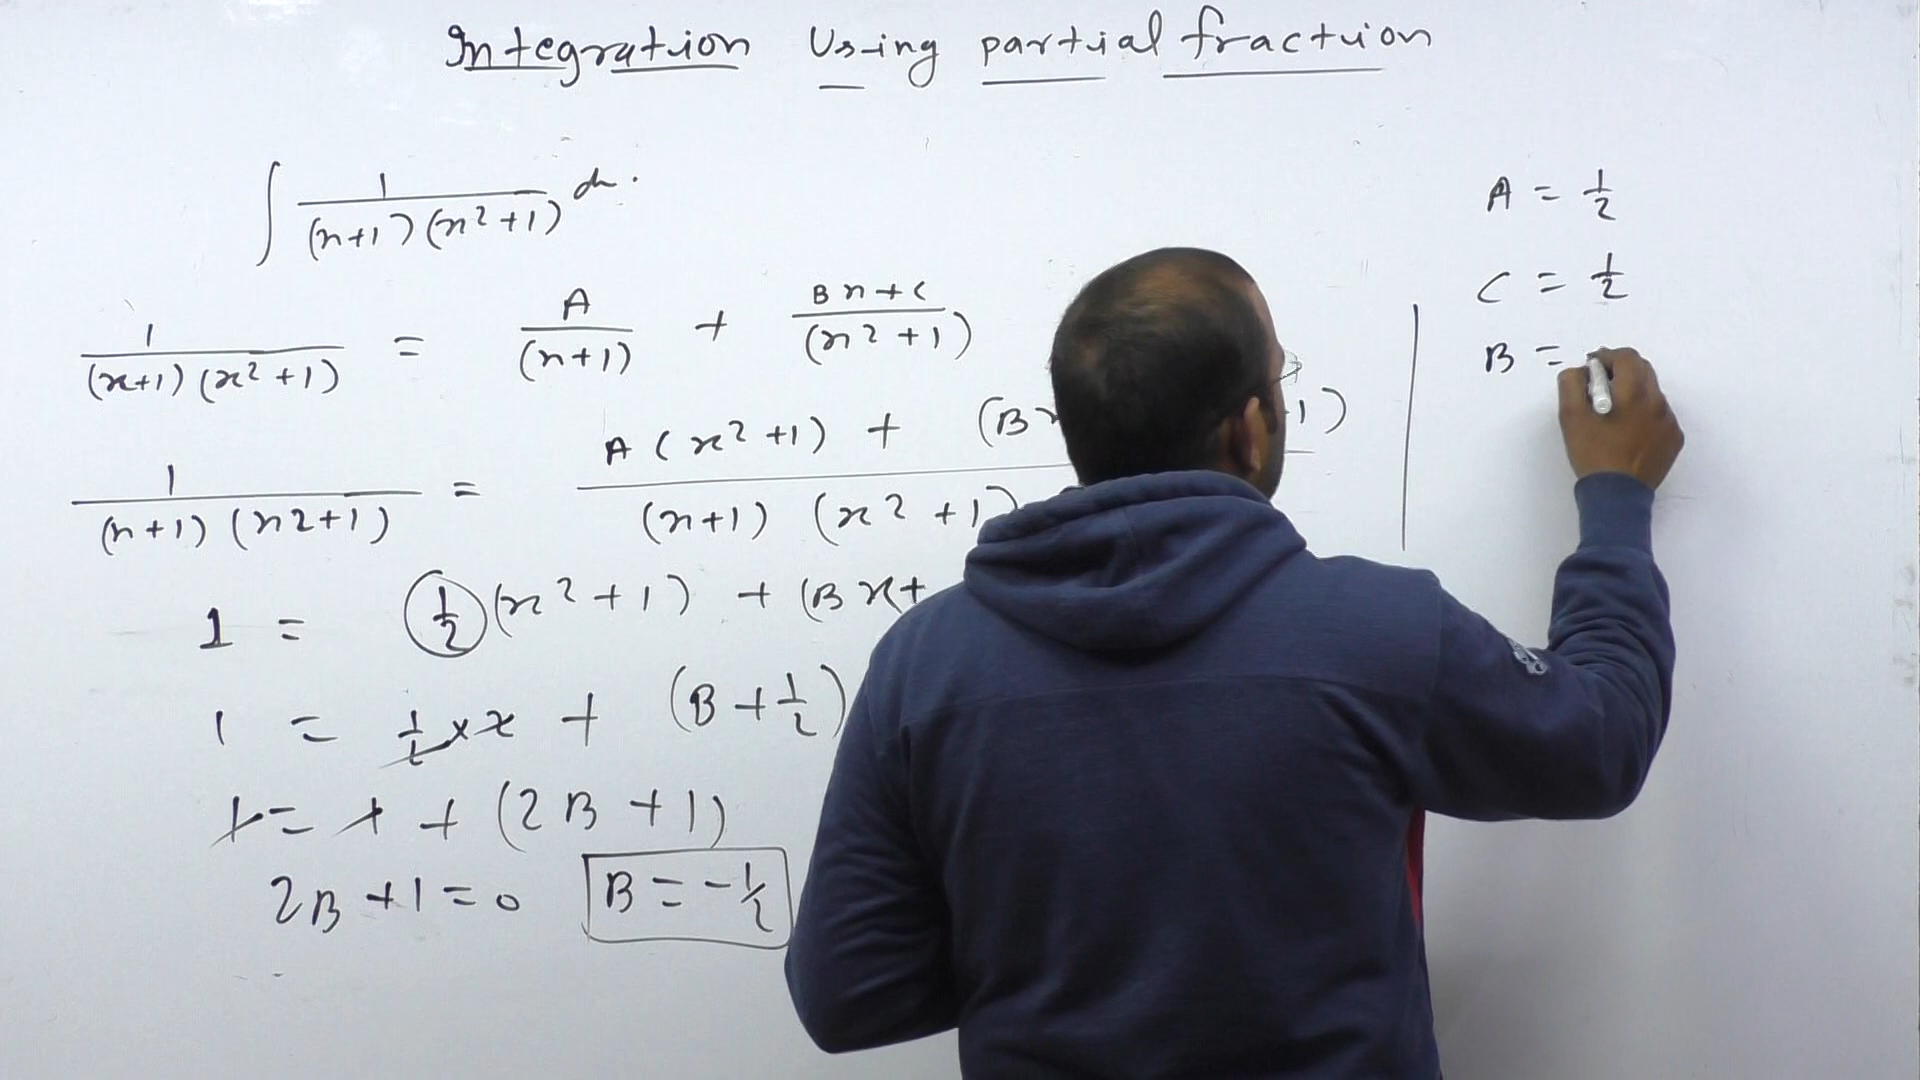 Integration Using partial fraction
∫ 1/(x+1)(x²+1) dx.
1/(x+1)(x²+1) = A/(x+1) + Bx+C/(x²+1)
1/(x+1)(x2+1) = A(x²+1) + (B 1)/(x+1)(x²+1)
1 = 1/2(x²+1) + (Bx+
1 = 1/2×2 + (B+1/2)
1 = 1 + (2B+1)
2B+1=0 B=-1/2
A = 1/2
C = 1/2
B =